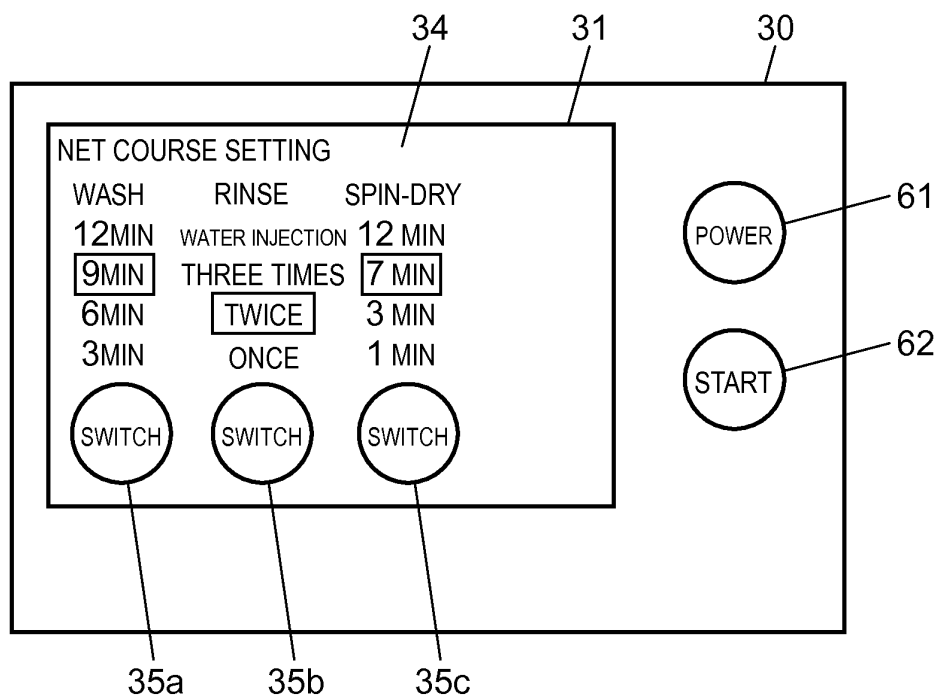 34 31 30
NET COURSE SETTING
WASH RINSE SPIN-DRY
12MIN WATER INJECTION 12 MIN
9MIN THREE TIMES 7 MIN
6MIN TWICE 3 MIN
3MIN ONCE 1 MIN
SWITCH SWITCH SWITCH
POWER 61
START 62
35a 35b 35c